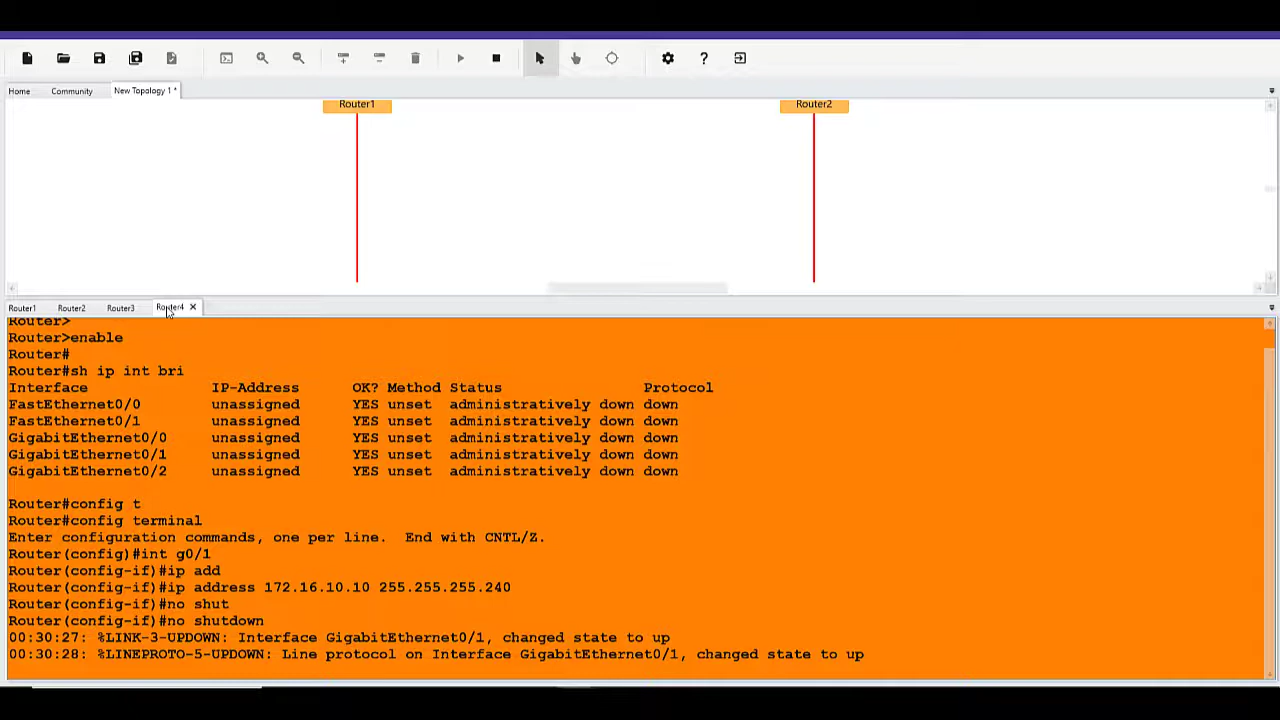 Home Community New Topology 1 *
Router1 Router2
Router1 Router2 Router3 Router4
Router>
Router>enable
Router#
Router#sh ip int bri
Interface IP-Address OK? Method Status Protocol
FastEthernet0/0 unassigned YES unset administratively down down
FastEthernet0/1 unassigned YES unset administratively down down
GigabitEthernet0/0 unassigned YES unset administratively down down
GigabitEthernet0/1 unassigned YES unset administratively down down
GigabitEthernet0/2 unassigned YES unset administratively down down
Router#config t
Router#config terminal
Enter configuration commands, one per line. End with CNTL/Z.
Router(config)#int g0/1
Router(config-if)#ip add
Router(config-if)#ip address 172.16.10.10 255.255.255.240
Router(config-if)#no shut
Router(config-if)#no shutdown
00:30:27: %LINK-3-UPDOWN: Interface GigabitEthernet0/1, changed state to up
00:30:28: %LINEPROTO-5-UPDOWN: Line protocol on Interface GigabitEthernet0/1, changed state to up